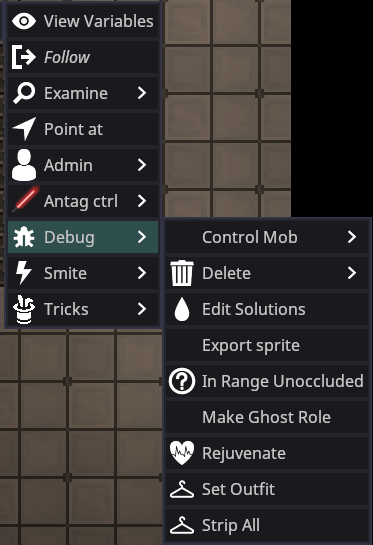 View Variables
Follow
Examine
Point at
Admin
Antag ctrl
Debug
Smite
Tricks
Control Mob
Delete
Edit Solutions
Export sprite
In Range Unoccluded
Make Ghost Role
Rejuvenate
Set Outfit
Strip All